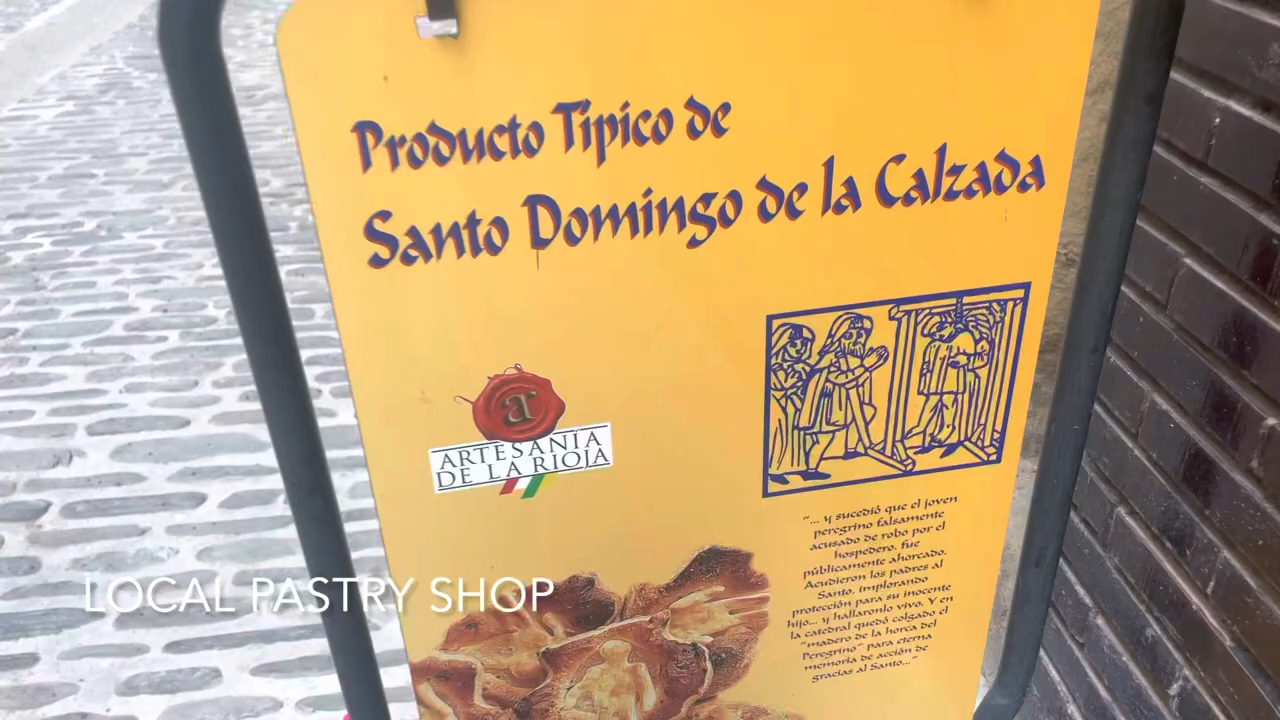 Producto Típico de
Santo Domingo de la Calzada
ar
ARTESANÍA
DE LA RIOJA
"... y sucedió que el joven
peregrino falsamente
acusado de robo por el
hospedero, fue
públicamente ahorcado.
Acudieron los padres al
Santo, implorando
protección para su inocente
hijo... y hallaronlo vivo. Y en
la catedral quedó colgado el
"madero de la horca del
Peregrino" para eterna
memoria de acción de
gracias al Santo..."
LOCAL PASTRY SHOP